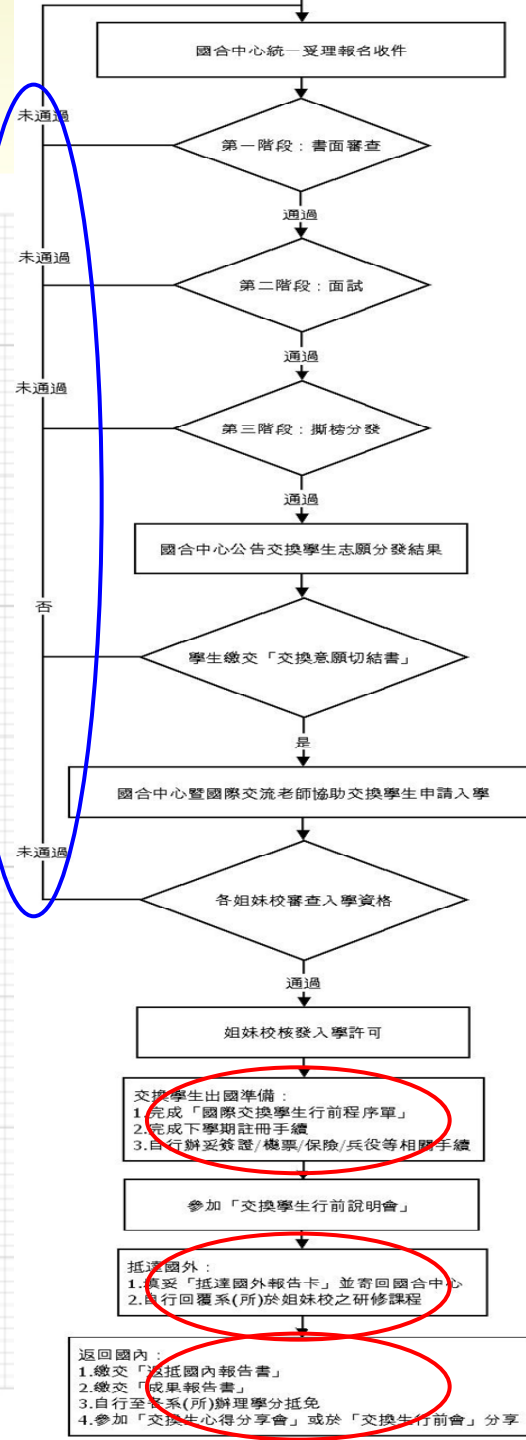 國合中心統一受理報名收件
未通過
第一階段：書面審查
通過
未通過
第二階段：面試
通過
未通過
第三階段：撕榜分發
通過
國合中心公告交換學生志願分發結果
否
學生繳交「交換意願切結書」
是
國合中心暨國際交流老師協助交換學生申請入學
未通過
各姐妹校審查入學資格
通過
姐妹校核發入學許可
交換學生出國準備：
1.完成「國際交換學生行前程序單」
2.完成下學期註冊手續
3.自行辦妥簽證/機票/保險/兵役等相關手續
參加「交換學生行前說明會」
抵達國外：
1.填妥「抵達國外報告卡」並寄回國合中心
2.自行回覆系(所)於姐妹校之研修課程
返回國內：
1.繳交「返抵國內報告書」
2.繳交「成果報告書」
3.自行至各系(所)辦理學分抵免
4.參加「交換生心得分享會」或於「交換生行前會」分享